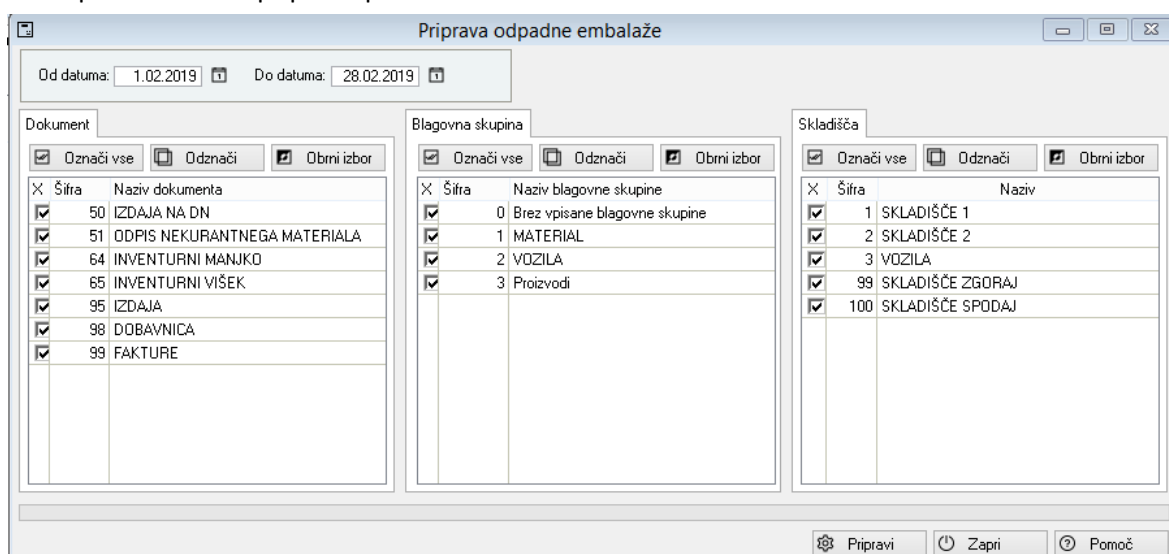 Priprava odpadne embalaže
Od datuma: 1.02.2019 Do datuma: 28.02.2019
Dokument
Označi vse Odznači Obrni izbor
X Šifra Naziv dokumenta
50 IZDAJA NA DN
51 ODPIS NEKURANTNEGA MATERIALA
64 INVENTURNI MANJKO
65 INVENTURNI VIŠEK
95 IZDAJA
98 DOBAVNICA
99 FAKTURE
Blagovna skupina
Označi vse Odznači Obrni izbor
X Šifra Naziv blagovne skupine
0 Brez vpisane blagovne skupine
1 MATERIAL
2 VOZILA
3 Proizvodi
Skladišča
Označi vse Odznači Obrni izbor
X Šifra Naziv
1 SKLADIŠČE 1
2 SKLADIŠČE 2
3 VOZILA
99 SKLADIŠČE ZGORAJ
100 SKLADIŠČE SPODAJ
Pripravi Zapri Pomoč